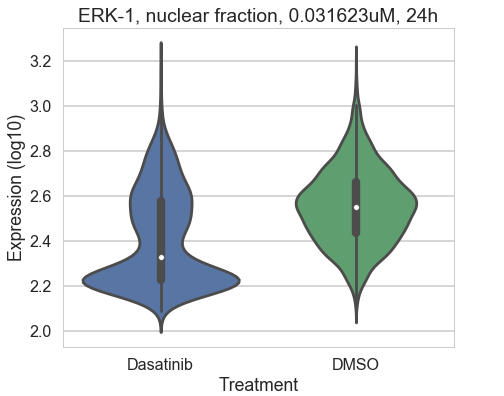 ERK-1, nuclear fraction, 0.031623uM, 24h
Expression (log10)
3.2
3.0
2.8
2.6
2.4
2.2
2.0
Dasatinib DMSO
Treatment